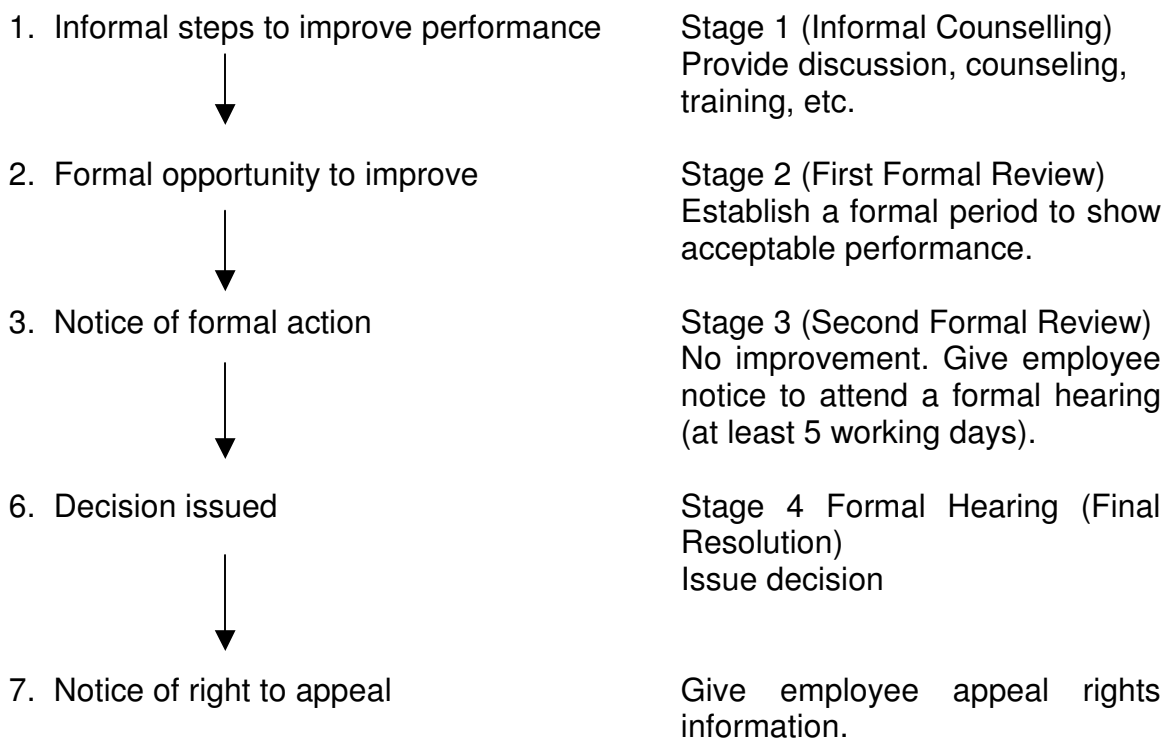 1. Informal steps to improve performance
Stage 1 (Informal Counselling)
Provide discussion, counseling,
training, etc.
2. Formal opportunity to improve
Stage 2 (First Formal Review)
Establish a formal period to show
acceptable performance.
3. Notice of formal action
Stage 3 (Second Formal Review)
No improvement. Give employee
notice to attend a formal hearing
(at least 5 working days).
6. Decision issued
Stage 4 Formal Hearing (Final
Resolution)
Issue decision
7. Notice of right to appeal
Give employee appeal rights
information.